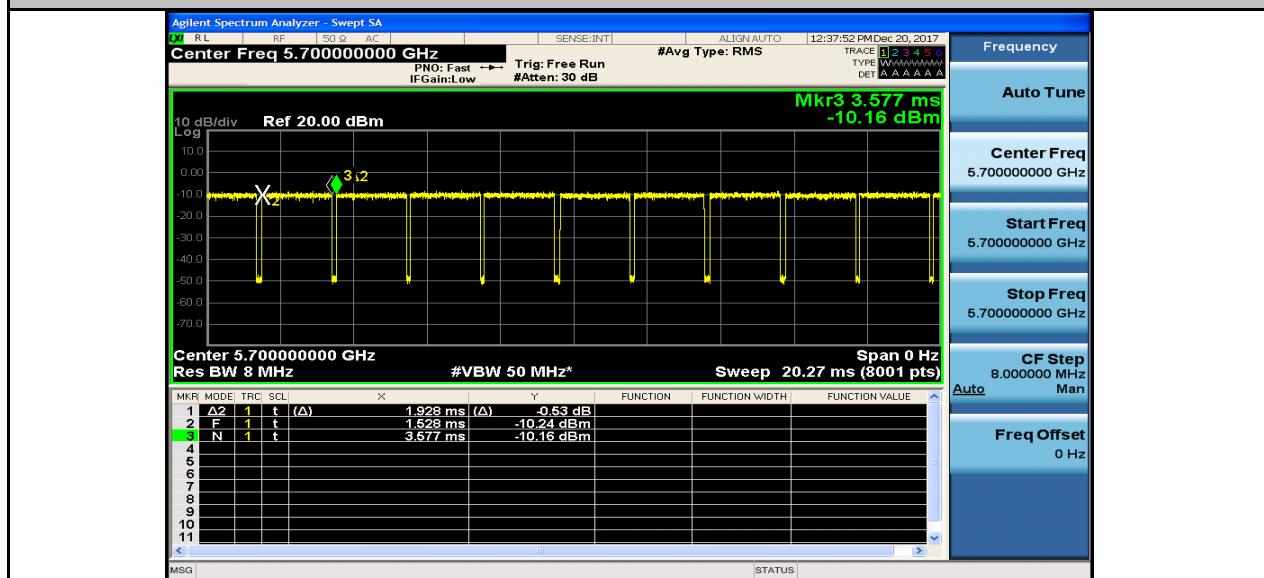 Agilent Spectrum Analyzer - Swept SA
LXI RL RF 50 Ω AC SENSE:INT ALIGN AUTO 12:37:52 PM Dec 20, 2017
Center Freq 5.700000000 GHz #Avg Type: RMS TRACE 1 2 3 4 5 6
PNO: Fast Trig: Free Run TYPE
IFGain:Low #Atten: 30 dB DET A A A A A A
Mkr3 3.577 ms
-10.16 dBm
10 dB/div Ref 20.00 dBm
Log
10.0
0.00
-10.0
-20.0
-30.0
-40.0
-50.0
-60.0
-70.0
X2
3
Δ2
Center 5.700000000 GHz Span 0 Hz
Res BW 8 MHz #VBW 50 MHz* Sweep 20.27 ms (8001 pts)
MKR MODE TRC SCL X Y FUNCTION FUNCTION WIDTH FUNCTION VALUE
1 Δ2 1 t (Δ) 1.928 ms (Δ) -0.53 dB
2 F 1 t 1.528 ms -10.24 dBm
3 N 1 t 3.577 ms -10.16 dBm
4
5
6
7
8
9
10
11
MSG STATUS
Frequency
Auto Tune
Center Freq
5.700000000 GHz
Start Freq
5.700000000 GHz
Stop Freq
5.700000000 GHz
CF Step
8.000000 MHz
Auto Man
Freq Offset
0 Hz